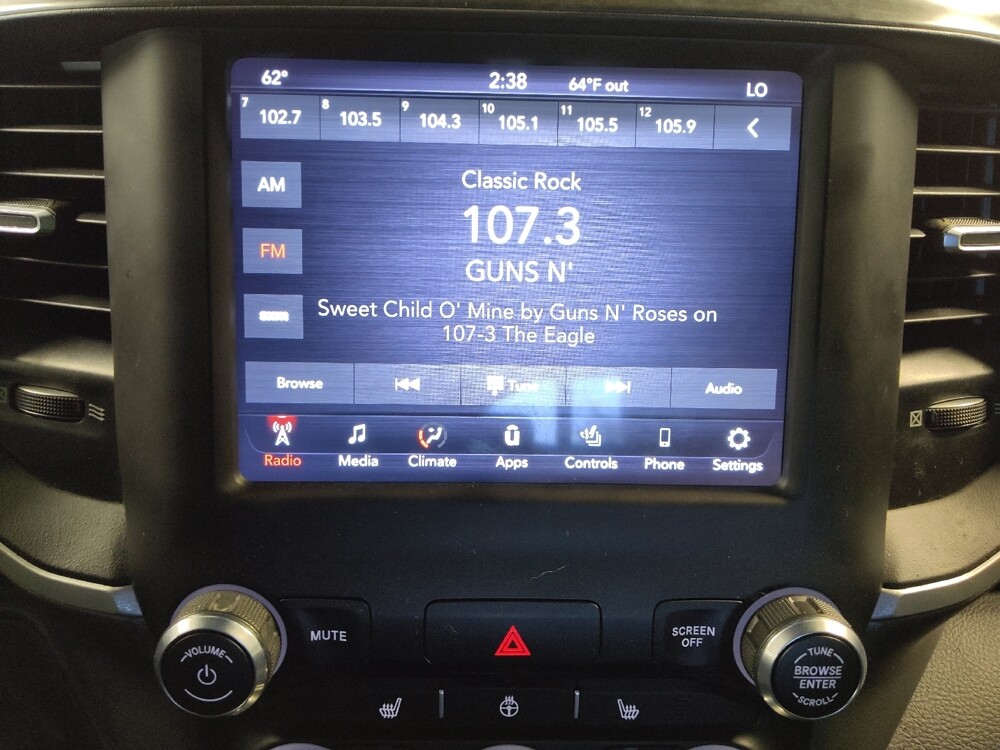 62° 2:38 64°F out LO
7 102.7 8 103.5 9 104.3 10 105.1 11 105.5 12 105.9
AM
Classic Rock
107.3
FM
GUNS N'
SXM
Sweet Child O' Mine by Guns N' Roses on
107-3 The Eagle
Browse Tune Audio
Radio Media Climate Apps Controls Phone Settings
VOLUME
MUTE
SCREEN
OFF
TUNE
BROWSE
ENTER
SCROLL